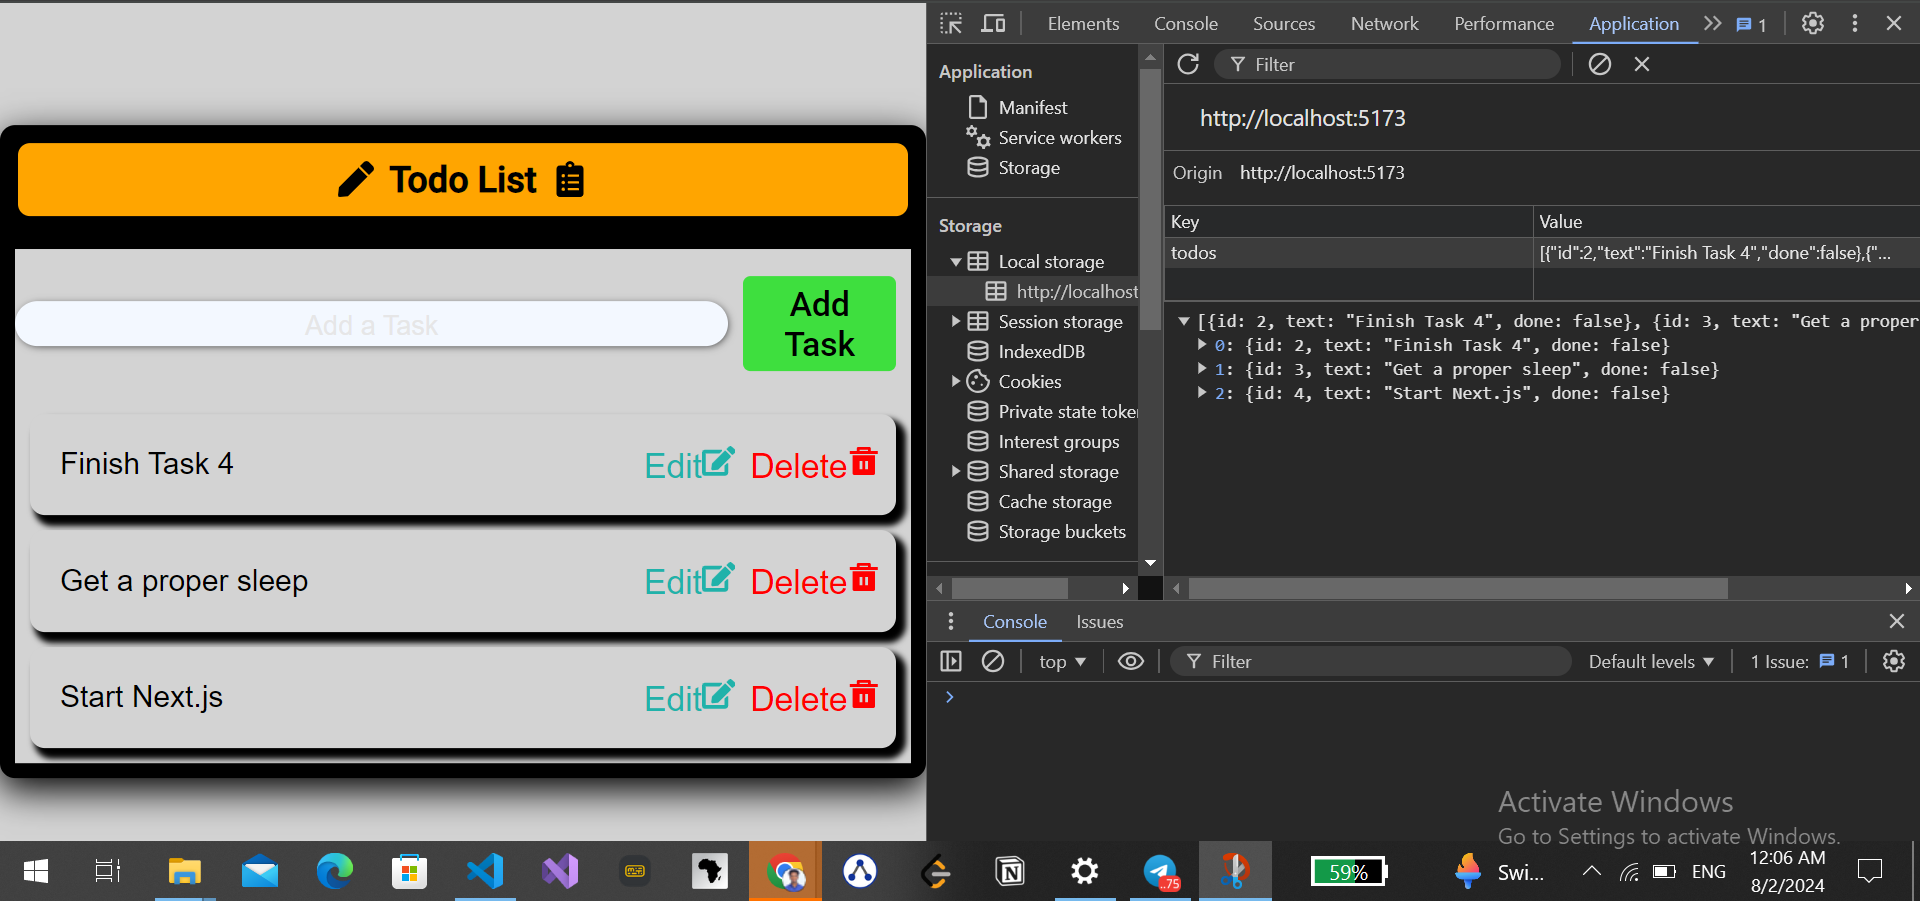 Todo List
Add a Task
Add
Task
Finish Task 4
Edit Delete
Get a proper sleep
Edit Delete
Start Next.js
Edit Delete
Elements Console Sources Network Performance Application 1
Application
Manifest
Service workers
Storage
Storage
Local storage
http://localhost
Session storage
IndexedDB
Cookies
Private state toker
Interest groups
Shared storage
Cache storage
Storage buckets
Filter
http://localhost:5173
Origin http://localhost:5173
Key Value
todos [{"id":2,"text":"Finish Task 4","done":false},{"...
[{id: 2, text: "Finish Task 4", done: false}, {id: 3, text: "Get a proper
0: {id: 2, text: "Finish Task 4", done: false}
1: {id: 3, text: "Get a proper sleep", done: false}
2: {id: 4, text: "Start Next.js", done: false}
Console Issues
top Filter Default levels 1 Issue: 1
Activate Windows
Go to Settings to activate Windows.
..75 59% Swi... ENG
12:06 AM
8/2/2024